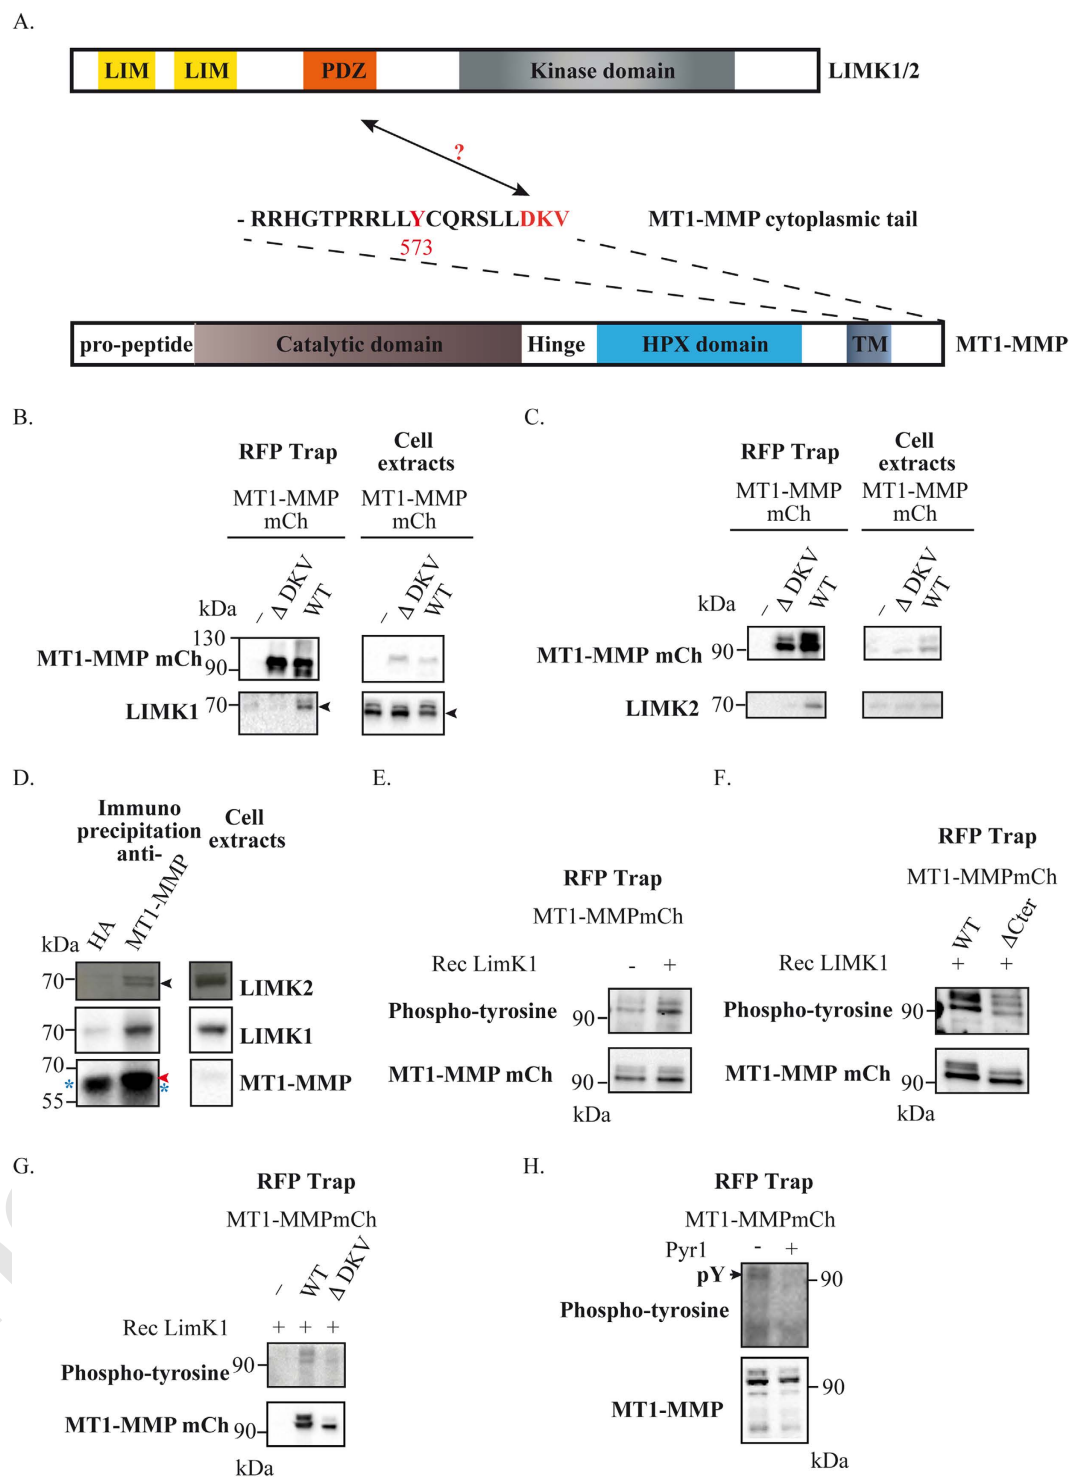 A.
LIM LIM PDZ Kinase domain LIMK1/2
?
- RRHGTPRRLLYCQRSLLDKV MT1-MMP cytoplasmic tail
573
pro-peptide Catalytic domain Hinge HPX domain TM MT1-MMP
B.
RFP Trap Cell extracts
MT1-MMP mCh MT1-MMP mCh
kDa – Δ DKV WT – Δ DKV WT
130
MT1-MMP mCh 90
LIMK1 70
C.
RFP Trap Cell extracts
MT1-MMP mCh MT1-MMP mCh
kDa – Δ DKV WT – Δ DKV WT
MT1-MMP mCh 90
LIMK2 70
D.
Immuno precipitation anti- Cell extracts
kDa HA MT1-MMP
70 LIMK2
70 LIMK1
70
* * MT1-MMP
55
E.
RFP Trap
MT1-MMPmCh
Rec LimK1 - +
Phospho-tyrosine 90
MT1-MMP mCh 90
kDa
F.
RFP Trap
MT1-MMPmCh
WT ΔCter
Rec LIMK1 + +
Phospho-tyrosine 90
MT1-MMP mCh 90
kDa
G.
RFP Trap
MT1-MMPmCh
– WT Δ DKV
Rec LimK1 + + +
Phospho-tyrosine 90
MT1-MMP mCh 90
kDa
H.
RFP Trap
MT1-MMPmCh
Pyr1 - +
pY 90
Phospho-tyrosine
MT1-MMP 90
kDa